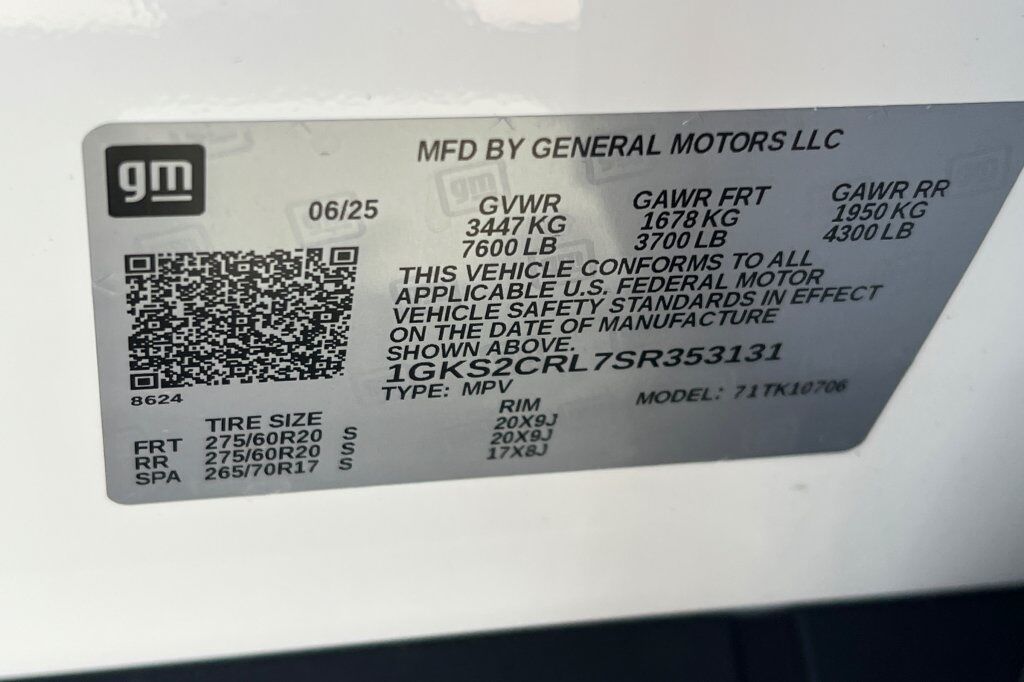 gm
MFD BY GENERAL MOTORS LLC
06/25
GVWR
3447 KG
7600 LB
GAWR FRT
1678 KG
3700 LB
GAWR RR
1950 KG
4300 LB
THIS VEHICLE CONFORMS TO ALL
APPLICABLE U.S. FEDERAL MOTOR
VEHICLE SAFETY STANDARDS IN EFFECT
ON THE DATE OF MANUFACTURE
SHOWN ABOVE.
1GKS2CRL7SR353131
TYPE: MPV
MODEL: 71TK10706
8624
TIRE SIZE RIM
FRT 275/60R20 S 20X9J
RR 275/60R20 S 20X9J
SPA 265/70R17 S 17X8J